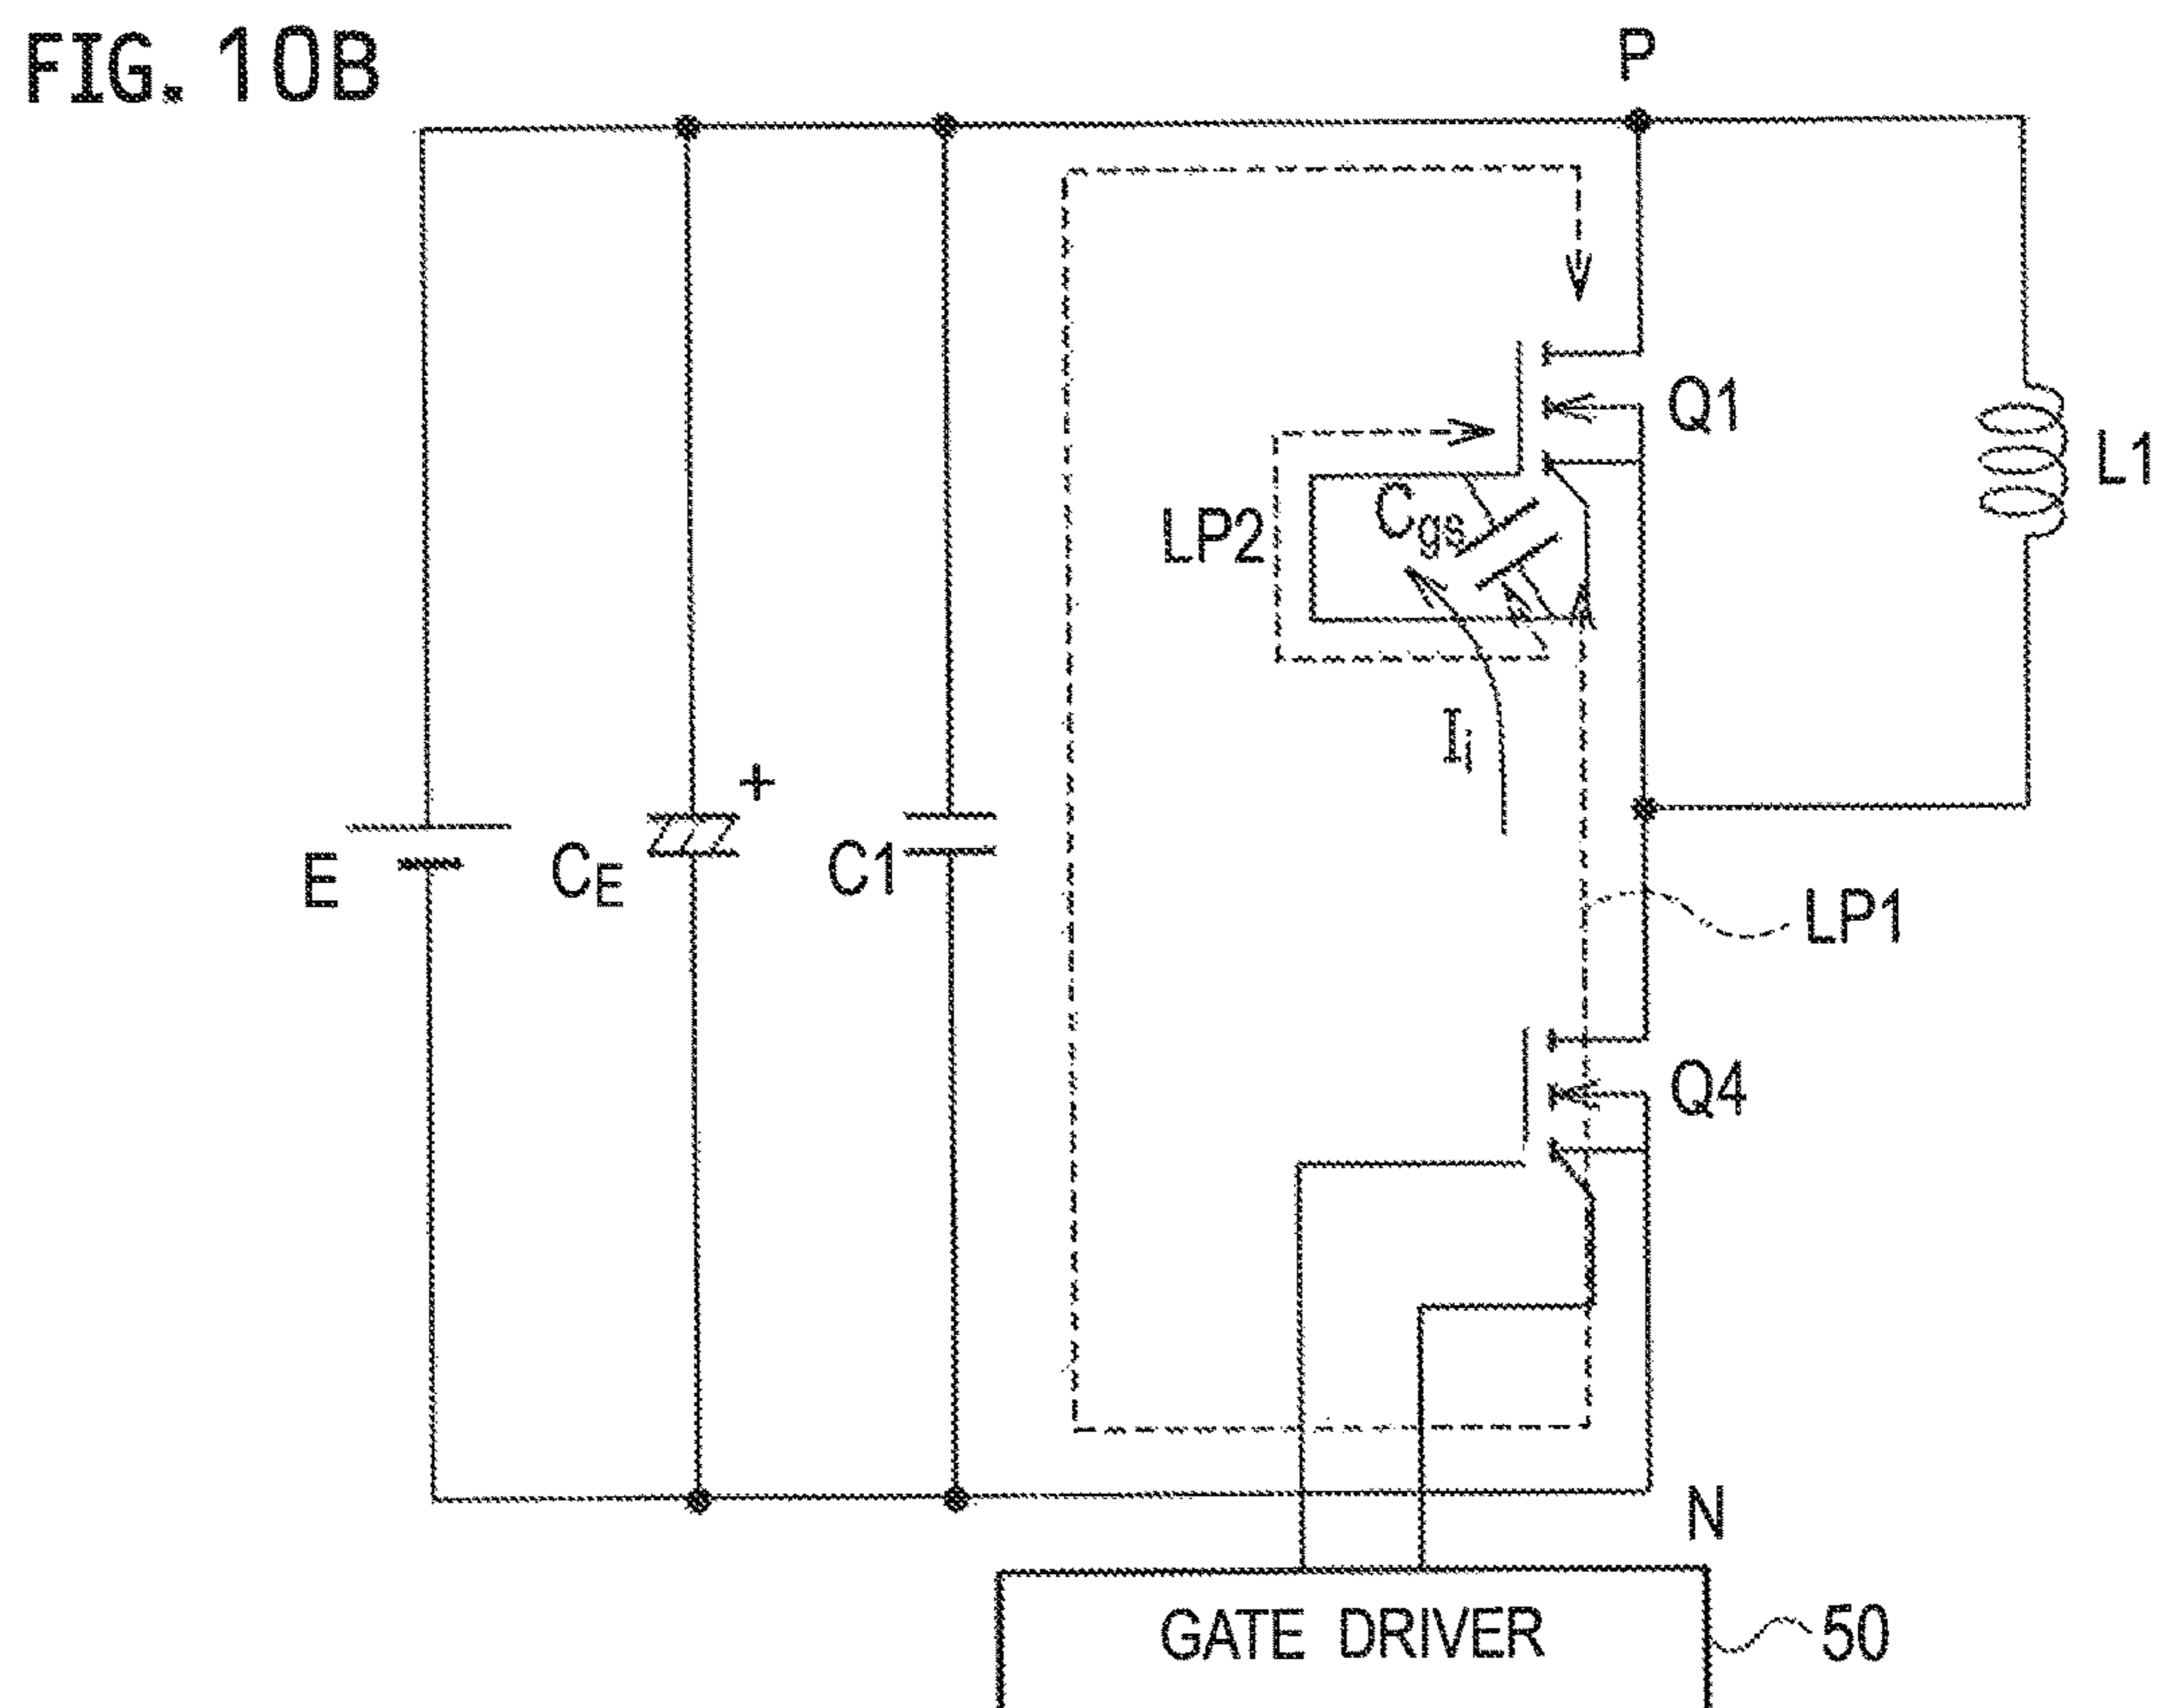 FIG. 10B
P
Q1
L1
LP2
Cgs
Ii
+
E
CE
C1
LP1
Q4
N
GATE DRIVER
50